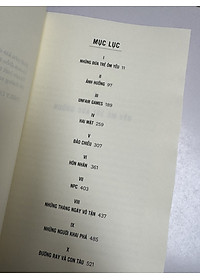 MỤC LỤC
I
NHỮNG ĐỨA TRẺ ỐM YẾU 11
II
ẢNH HƯỞNG 97
III
UNFAIR GAMES 189
IV
HAI MẶT 259
V
BÁO CHIỀU 307
VI
HÔN NHÂN 361
VII
NPC 403
VIII
NHỮNG THÁNG NGÀY VÔ TẬN 437
IX
NHỮNG NGƯỜI KHAI PHÁ 485
X
ĐƯỜNG RAY VÀ CON TÀU 521